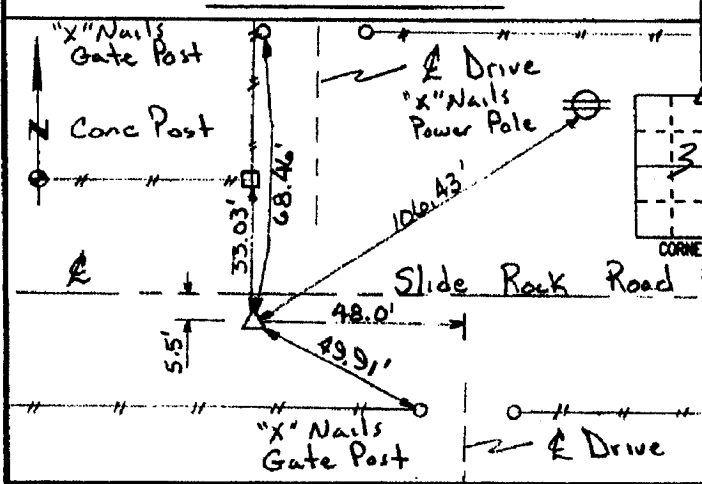 "X" Nails
Gate Post
℄ Drive
"X" Nails
Power Pole
N
Conc Post
33.03'
68.46'
106.43'
3
CORNE
℄
Slide Rock Road
48.0'
5.5'
49.91'
"X" Nails
Gate Post
℄ Drive